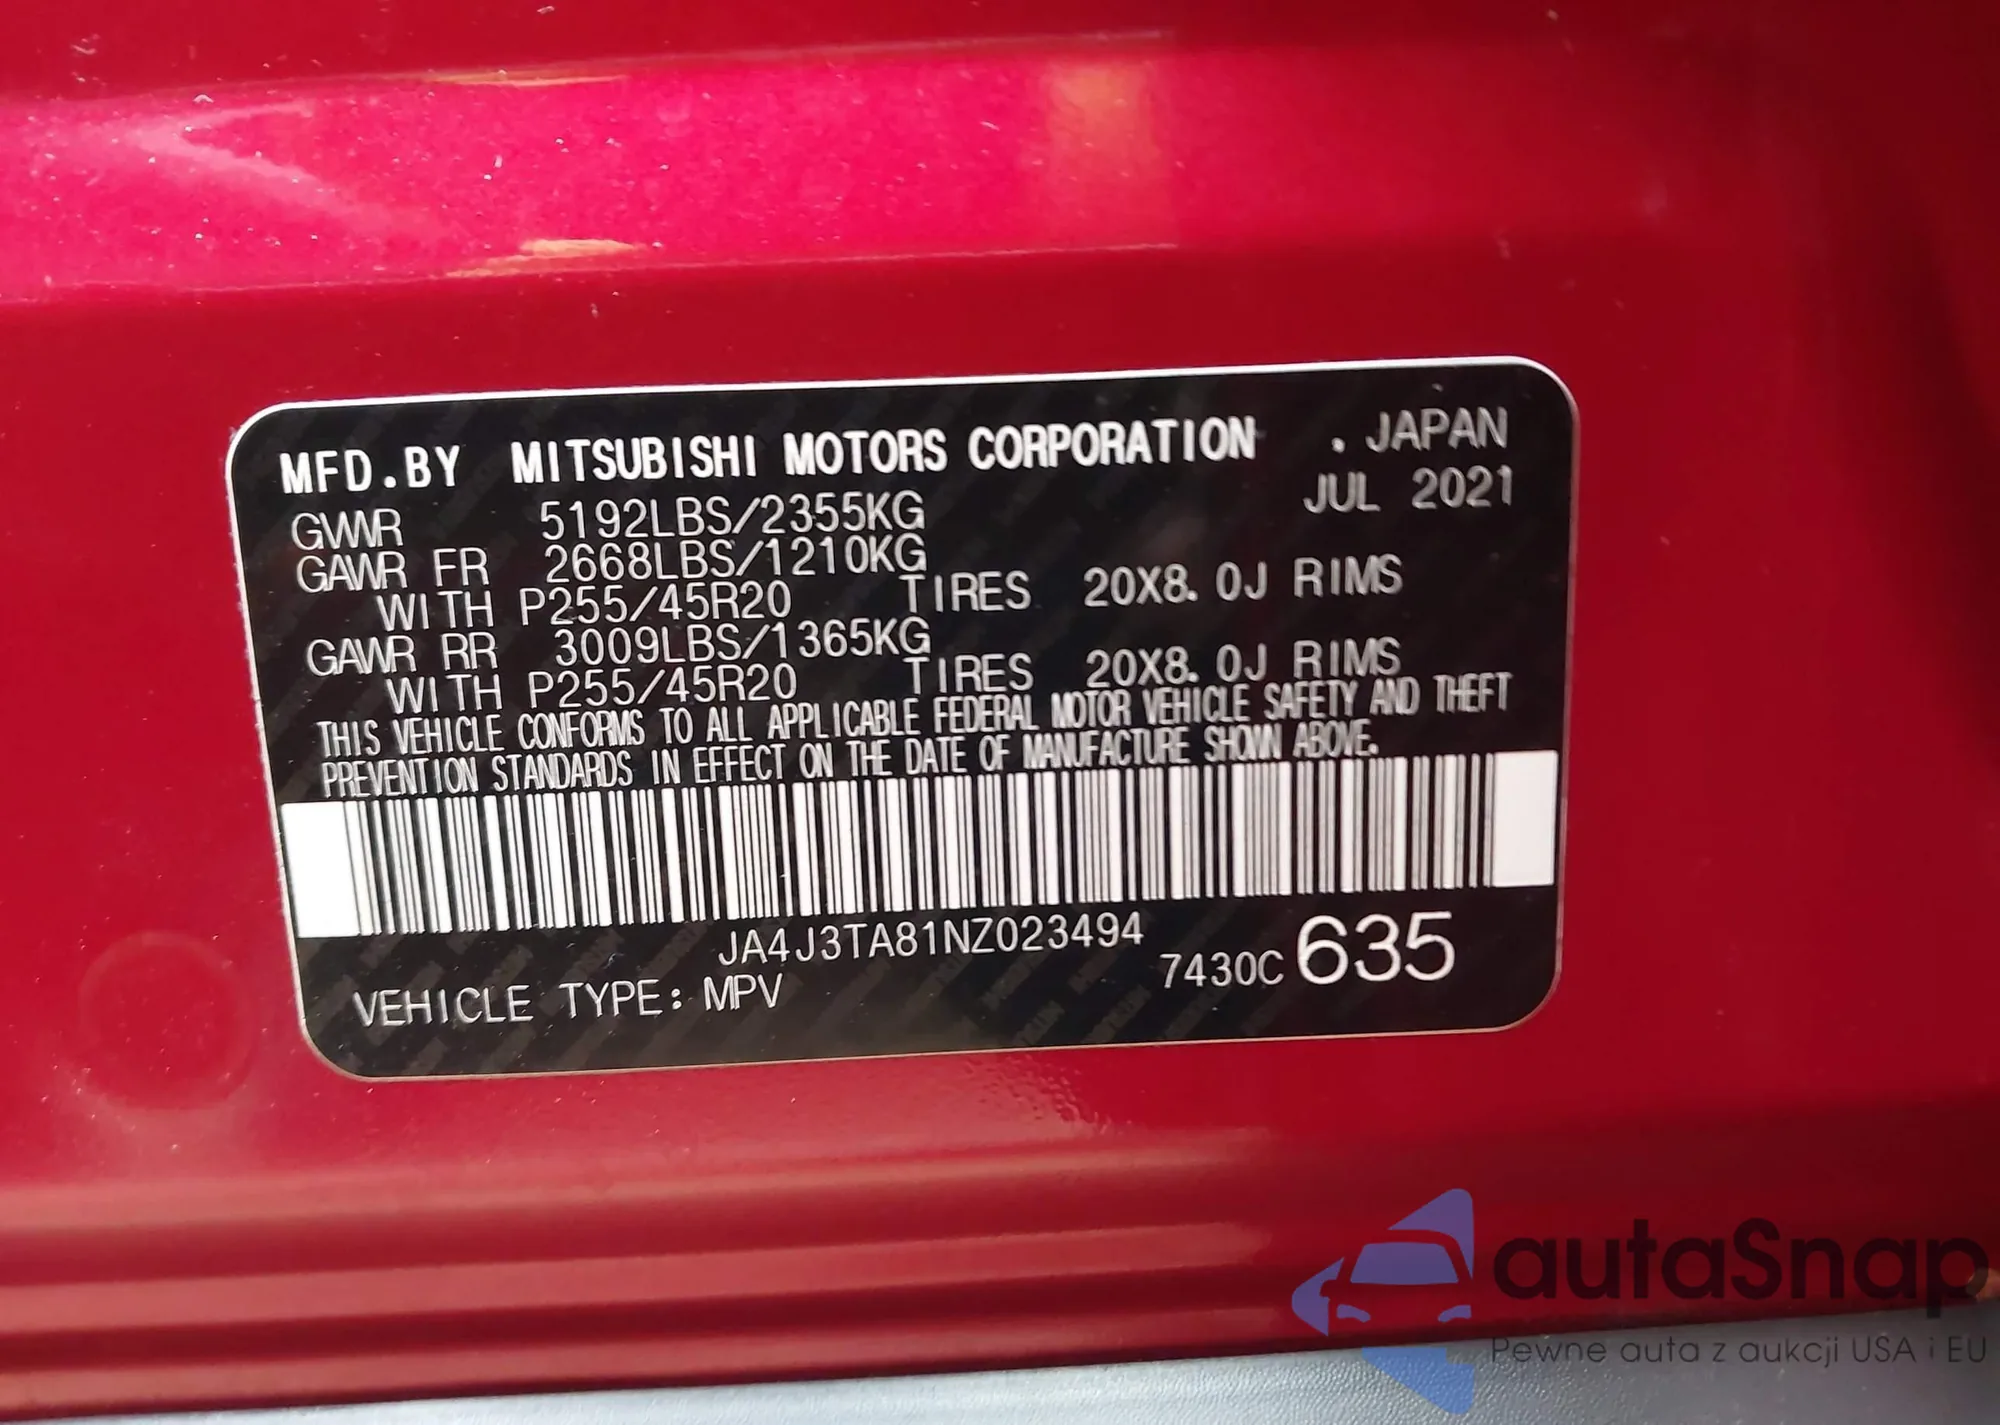 MFD.BY MITSUBISHI MOTORS CORPORATION . JAPAN
GVWR 5192LBS/2355KG JUL 2021
GAWR FR 2668LBS/1210KG
WITH P255/45R20 TIRES 20X8.0J RIMS
GAWR RR 3009LBS/1365KG
WITH P255/45R20 TIRES 20X8.0J RIMS
THIS VEHICLE CONFORMS TO ALL APPLICABLE FEDERAL MOTOR VEHICLE SAFETY AND THEFT
PREVENTION STANDARDS IN EFFECT ON THE DATE OF MANUFACTURE SHOWN ABOVE.
JA4J3TA81NZ023494 7430C 635
VEHICLE TYPE: MPV
autaSnap
Pewne auta z aukcji USA i EU